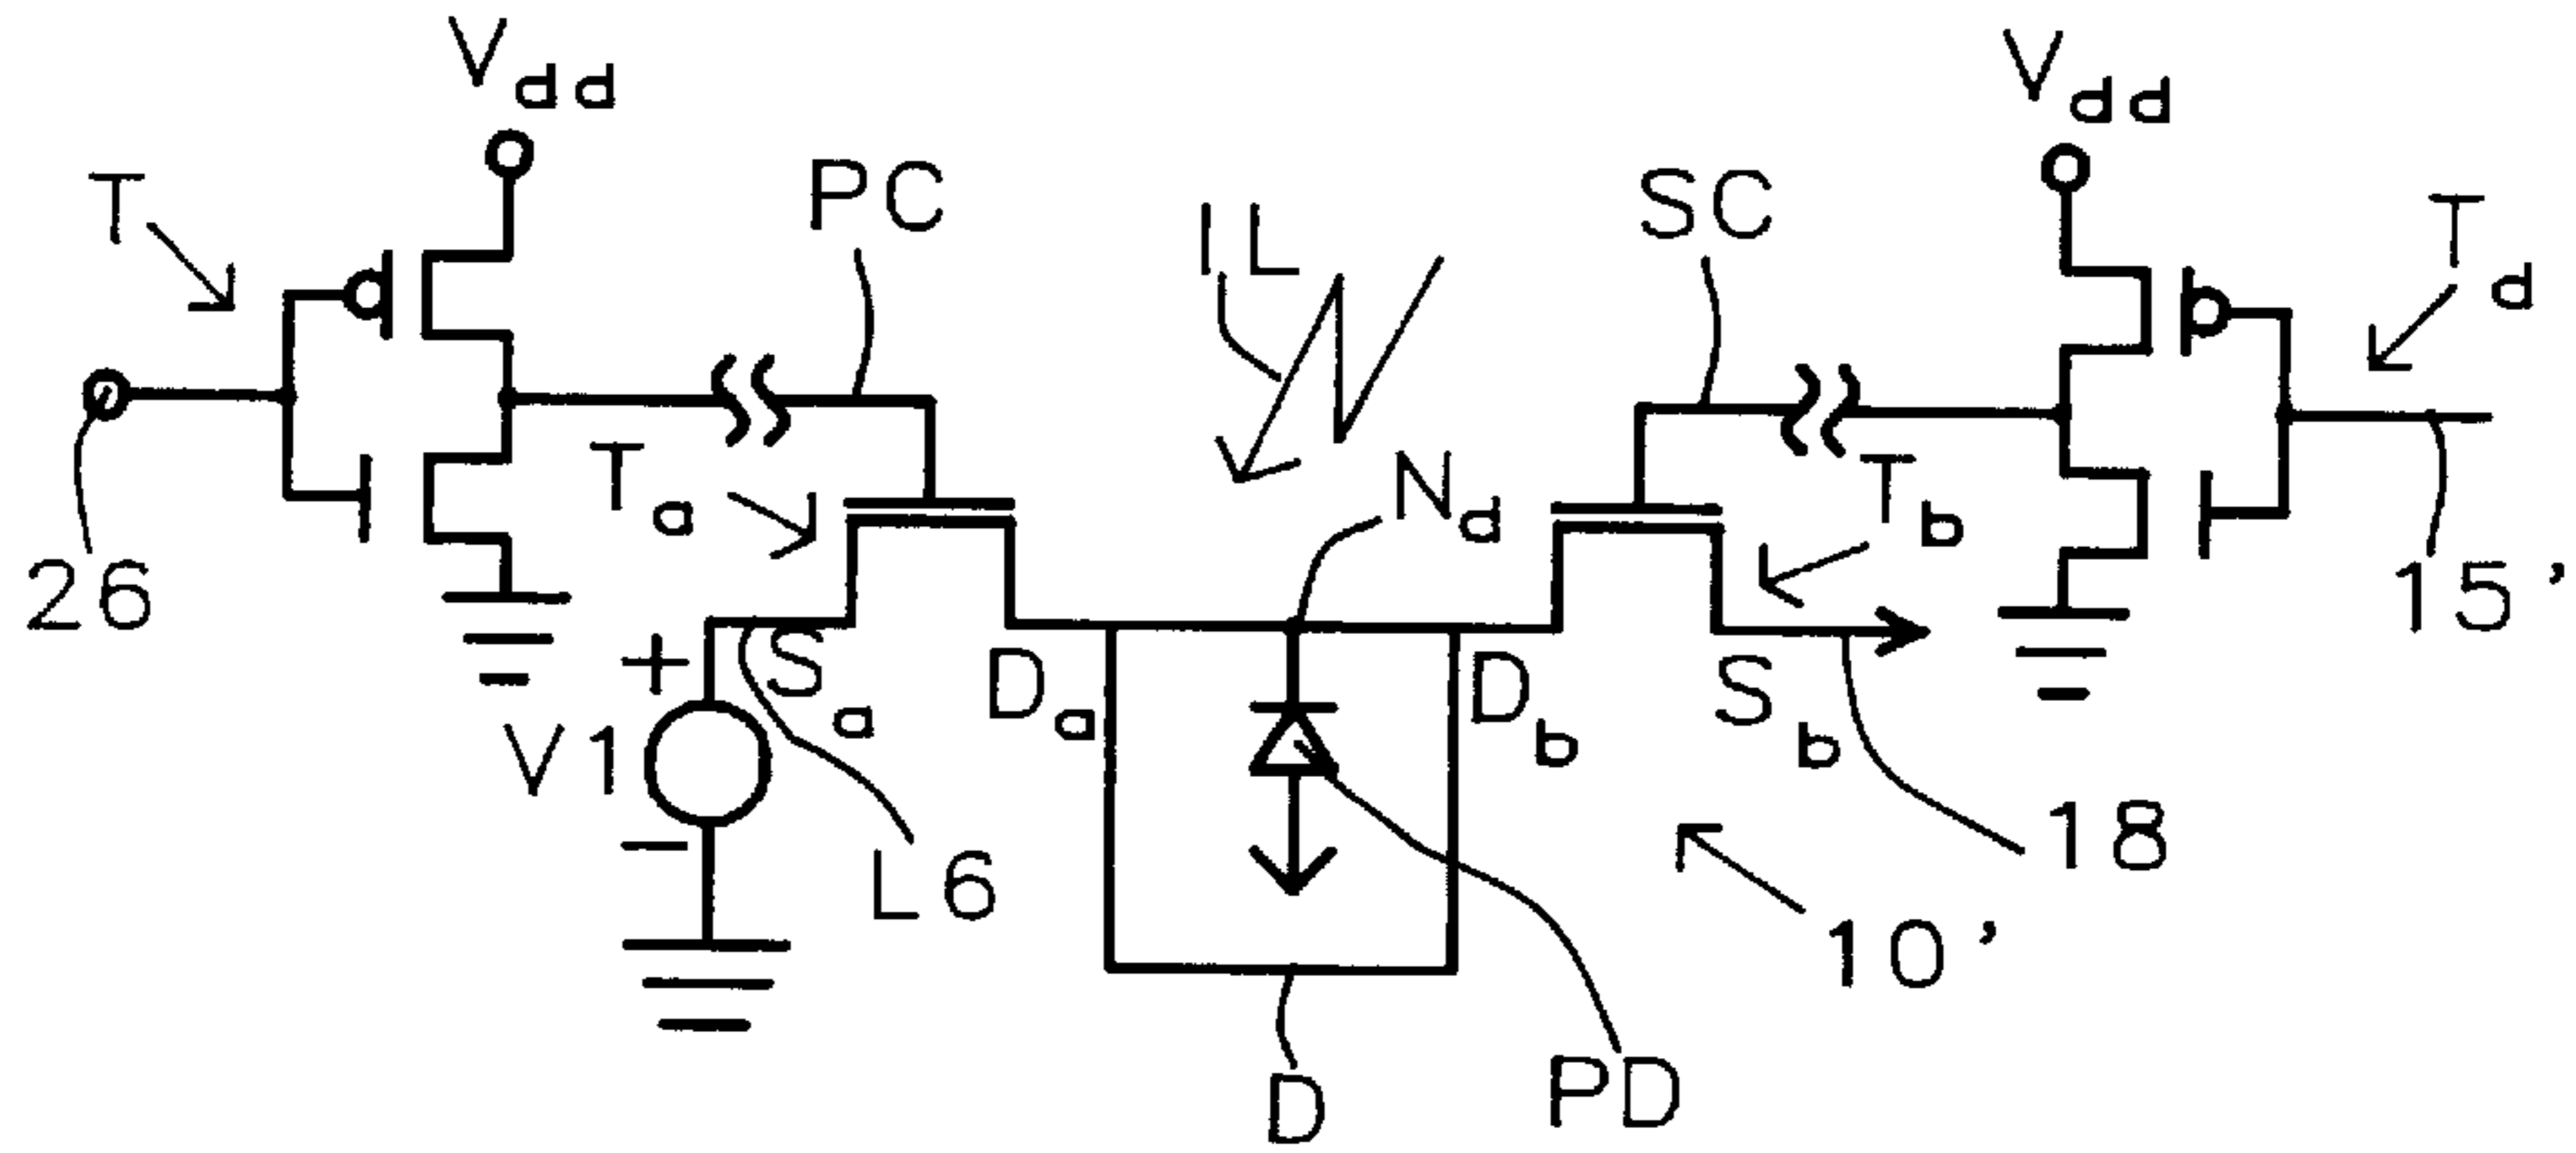 Vdd
Vdd
T
PC
IL
SC
Td
Ta
Nd
Tb
26
15'
+
Sa
Da
Db
Sb
V1
−
L6
18
10'
D
PD